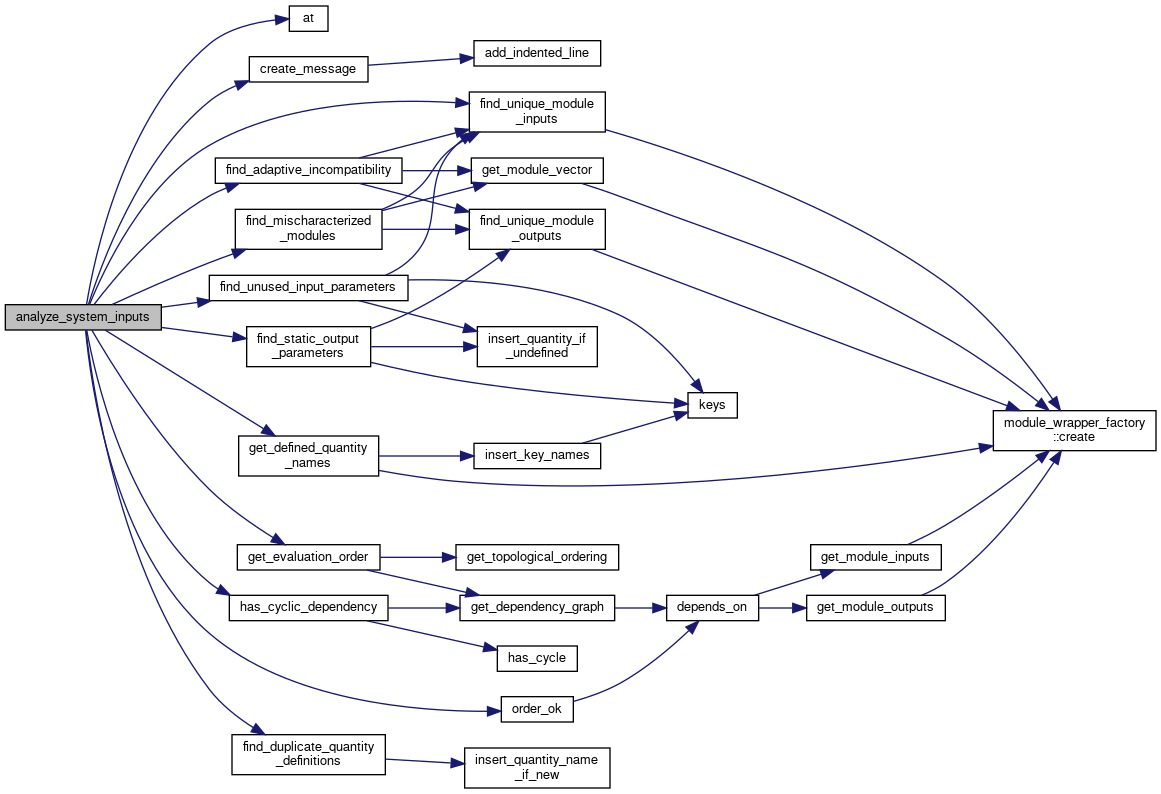 at
create_message
add_indented_line
find_unique_module
_inputs
find_adaptive_incompatibility
get_module_vector
find_mischaracterized
_modules
find_unique_module
_outputs
find_unused_input_parameters
analyze_system_inputs
find_static_output
_parameters
insert_quantity_if
_undefined
keys
module_wrapper_factory
::create
get_defined_quantity
_names
insert_key_names
get_evaluation_order
get_topological_ordering
get_module_inputs
has_cyclic_dependency
get_dependency_graph
depends_on
get_module_outputs
has_cycle
order_ok
find_duplicate_quantity
_definitions
insert_quantity_name
_if_new